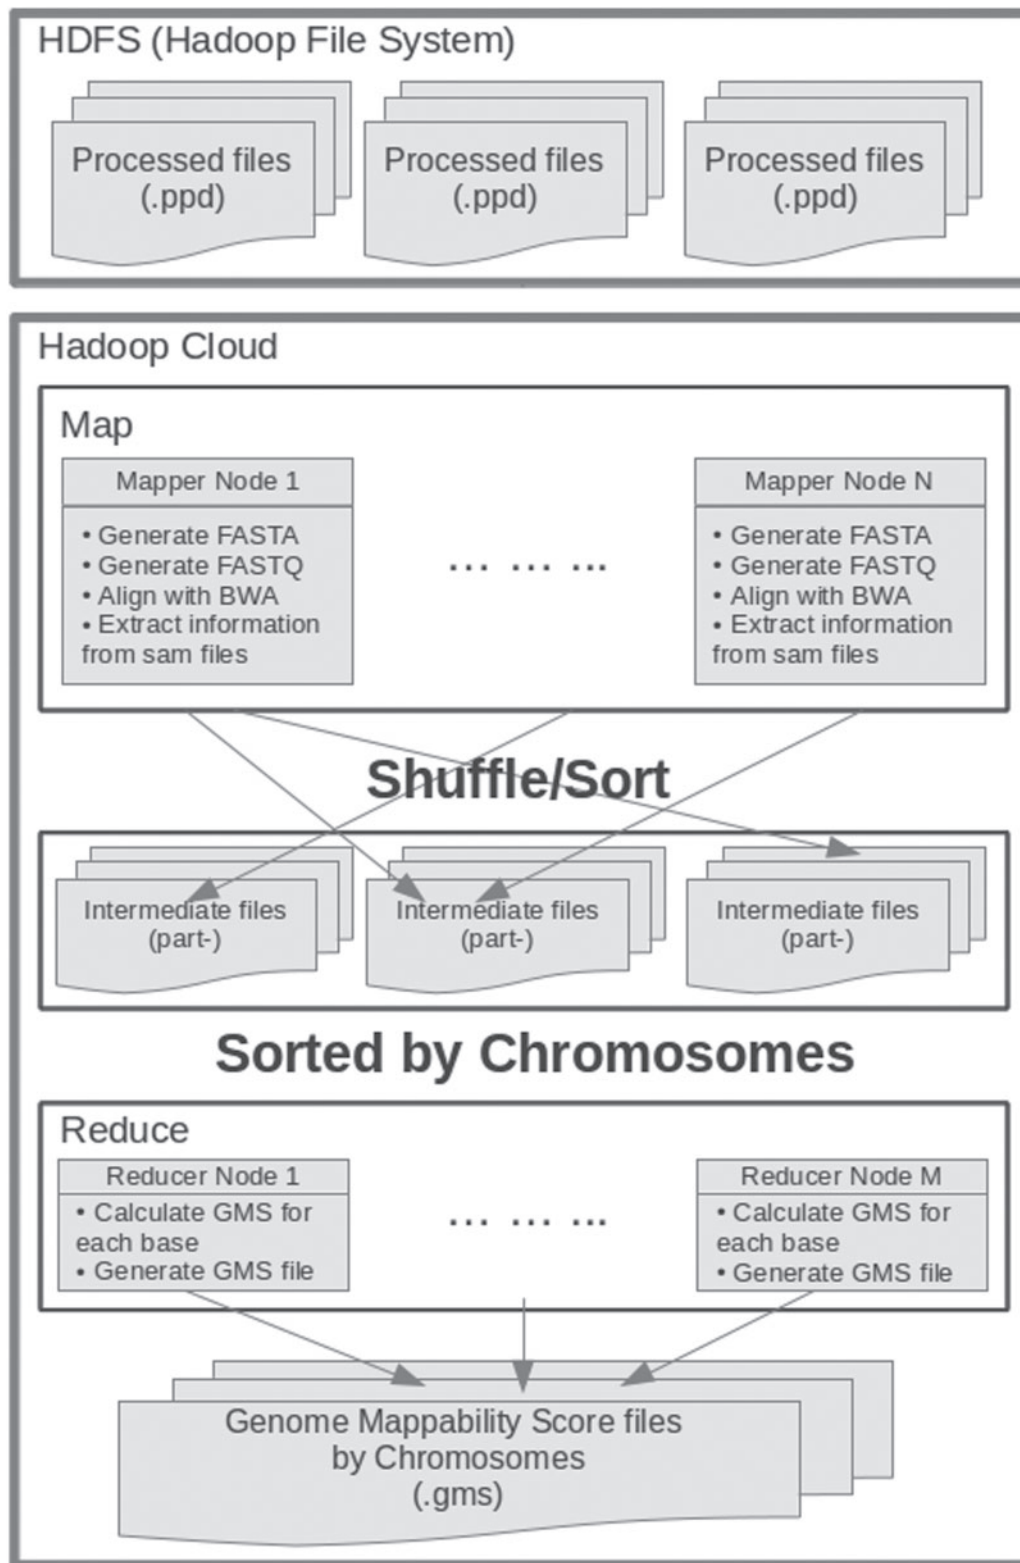 HDFS (Hadoop File System)
Processed files
(.ppd)
Processed files
(.ppd)
Processed files
(.ppd)
Hadoop Cloud
Map
Mapper Node 1
• Generate FASTA
• Generate FASTQ
• Align with BWA
• Extract information
from sam files
... ... ...
Mapper Node N
• Generate FASTA
• Generate FASTQ
• Align with BWA
• Extract information
from sam files
Shuffle/Sort
Intermediate files
(part-)
Intermediate files
(part-)
Intermediate files
(part-)
Sorted by Chromosomes
Reduce
Reducer Node 1
• Calculate GMS for
each base
• Generate GMS file
... ... ...
Reducer Node M
• Calculate GMS for
each base
• Generate GMS file
Genome Mappability Score files
by Chromosomes
(.gms)